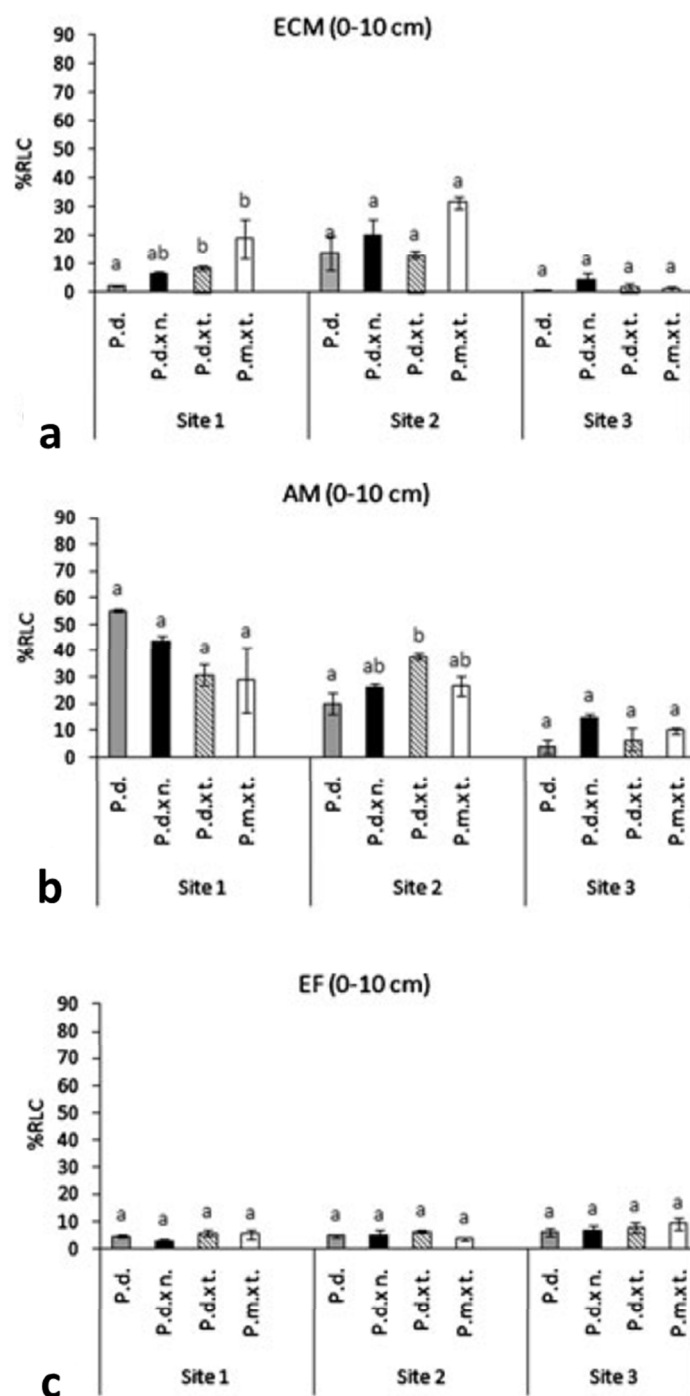 ECM (0-10 cm)
90
80
70
60
50
40
30
20
10
0
%RLC
a ab b b a a a a a a a a
P.d. P.d.x n. P.d.x t. P.m.x t. P.d. P.d.x n. P.d.x t. P.m.x t. P.d. P.d.x n. P.d.x t. P.m.x t.
Site 1 Site 2 Site 3
a
AM (0-10 cm)
90
80
70
60
50
40
30
20
10
0
%RLC
a a a a a ab b ab a a a a
P.d. P.d.x n. P.d.x t. P.m.x t. P.d. P.d.x n. P.d.x t. P.m.x t. P.d. P.d.x n. P.d.x t. P.m.x t.
Site 1 Site 2 Site 3
b
EF (0-10 cm)
90
80
70
60
50
40
30
20
10
0
%RLC
a a a a a a a a a a a a
P.d. P.d.x n. P.d.x t. P.m.x t. P.d. P.d.x n. P.d.x t. P.m.x t. P.d. P.d.x n. P.d.x t. P.m.x t.
Site 1 Site 2 Site 3
c